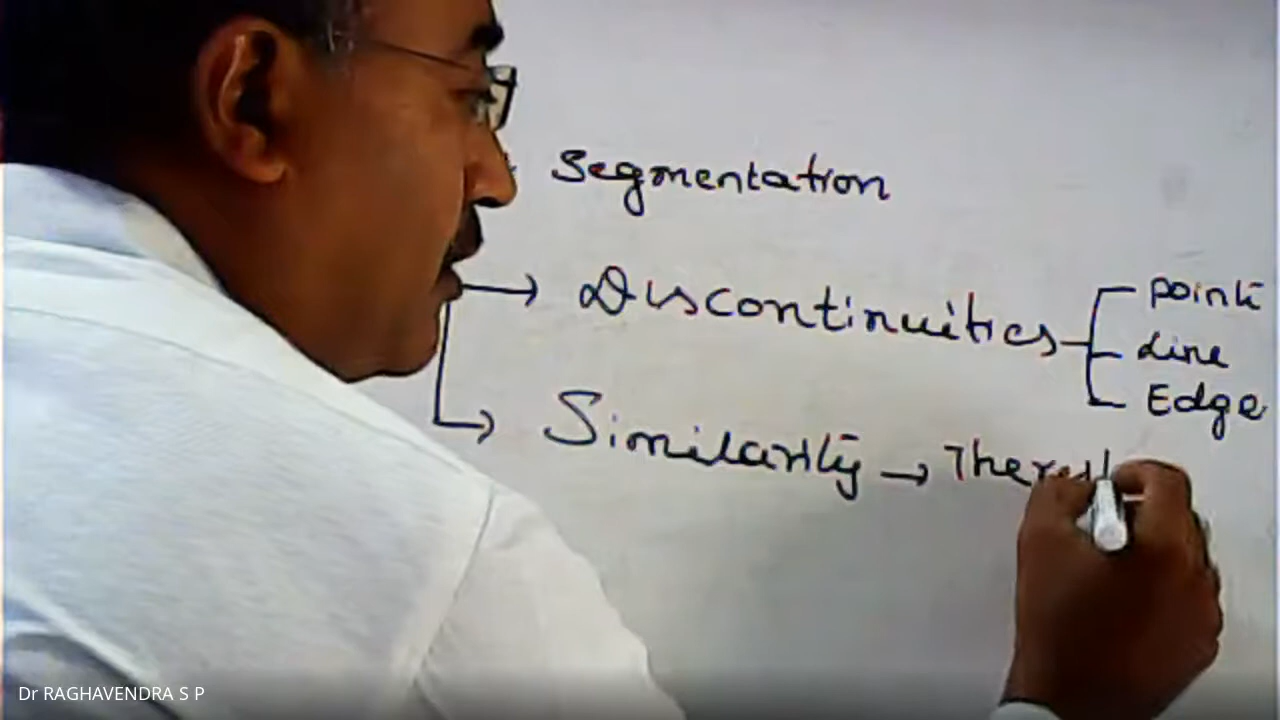 Segmentation
Discontinuities
point
Line
Edge
Similarity →
Dr RAGHAVENDRA S P